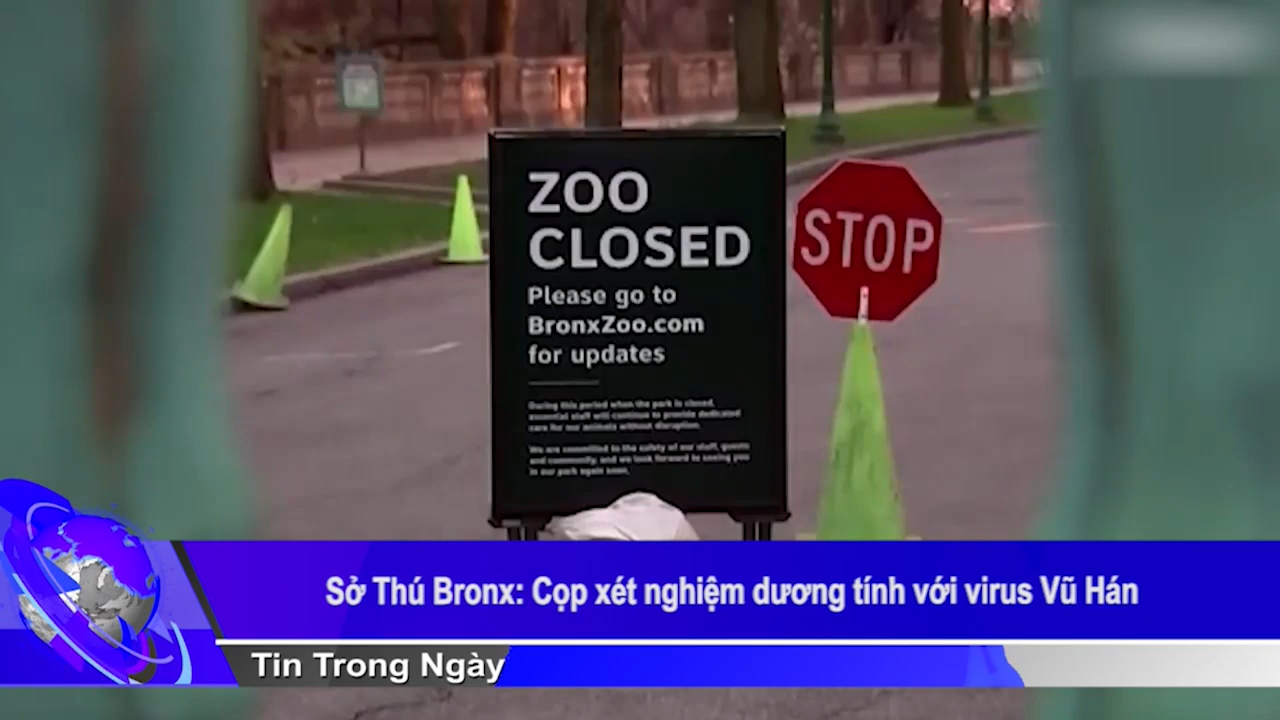 ZOO
CLOSED
Please go to
BronxZoo.com
for updates
During this period when the park is closed,
essential staff will continue to provide dedicated
care for our animals without disruption.
We are committed to the safety of our staff, guests
and community, and we look forward to seeing you
in our park again soon.
STOP
Sở Thú Bronx: Cọp xét nghiệm dương tính với virus Vũ Hán
Tin Trong Ngày